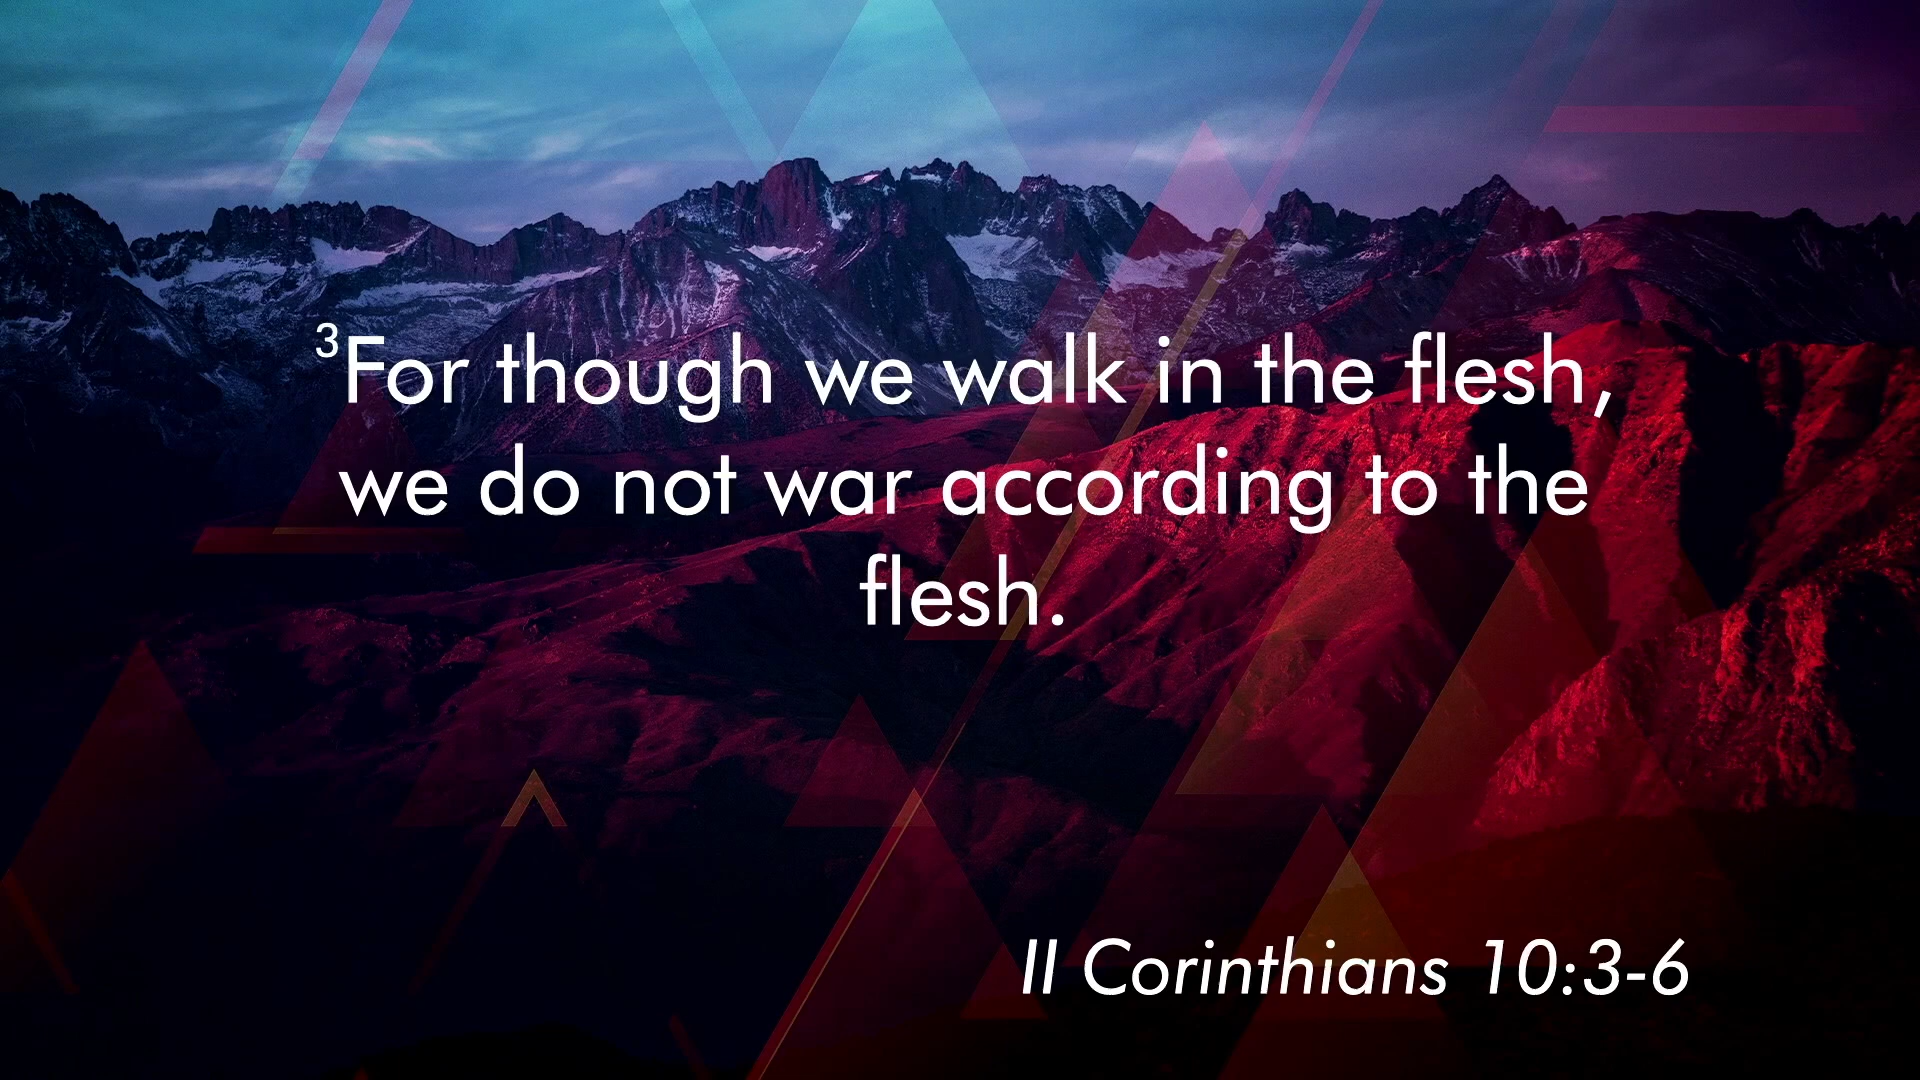 ³For though we walk in the flesh,
we do not war according to the
flesh.
II Corinthians 10:3-6